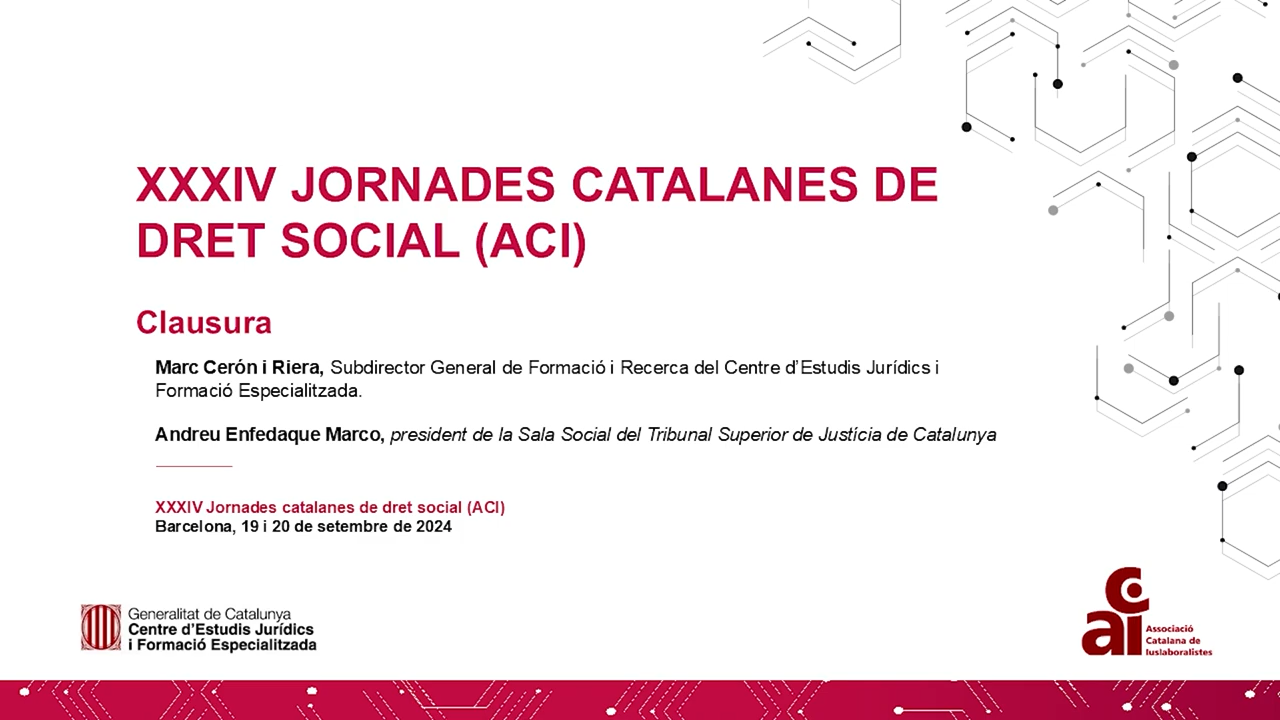 XXXIV JORNADES CATALANES DE
DRET SOCIAL (ACI)
Clausura
Marc Cerón i Riera, Subdirector General de Formació i Recerca del Centre d’Estudis Jurídics i
Formació Especialitzada.
Andreu Enfedaque Marco, president de la Sala Social del Tribunal Superior de Justícia de Catalunya
XXXIV Jornades catalanes de dret social (ACI)
Barcelona, 19 i 20 de setembre de 2024
Generalitat de Catalunya
Centre d’Estudis Jurídics
i Formació Especialitzada
aci
Associació
Catalana de
Iuslaboralistes